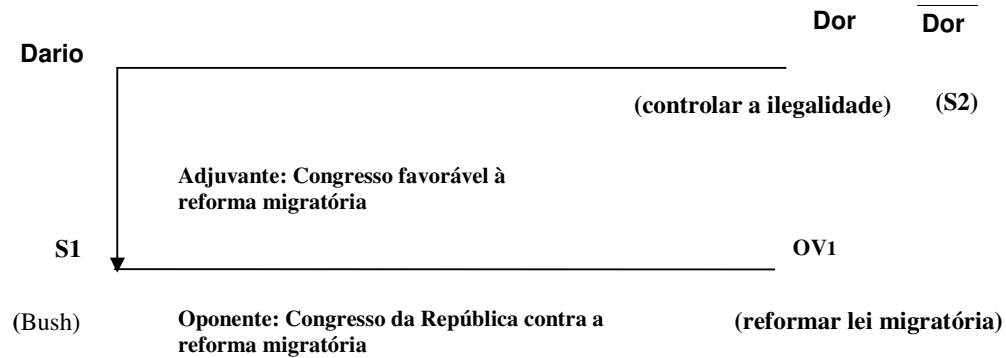 Dor Dor
Dario
(controlar a ilegalidade) (S2)
Adjuvante: Congresso favorável à
reforma migratória
S1 OV1
(Bush) Oponente: Congresso da República contra a (reformar lei migratória)
reforma migratória